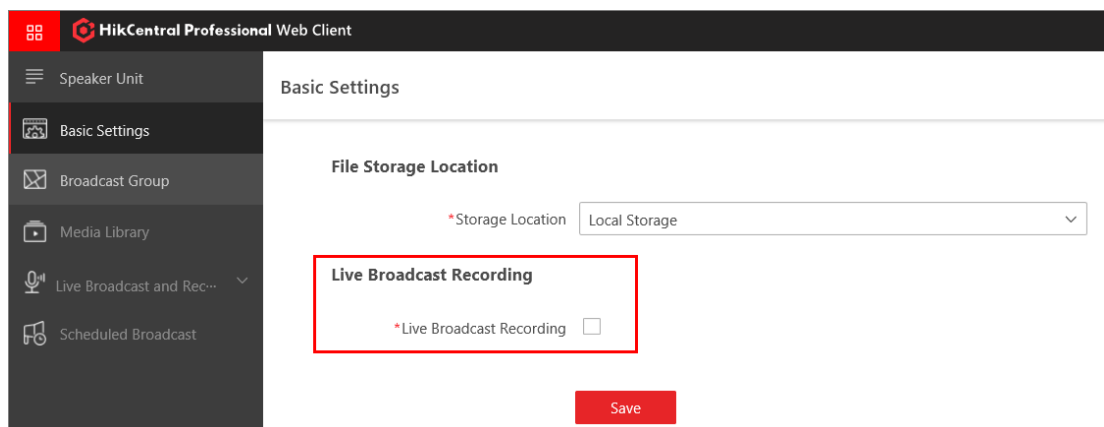 HikCentral Professional Web Client
Speaker Unit
Basic Settings
Broadcast Group
Media Library
Live Broadcast and Rec···
Scheduled Broadcast
Basic Settings
File Storage Location
*Storage Location Local Storage
Live Broadcast Recording
*Live Broadcast Recording
Save